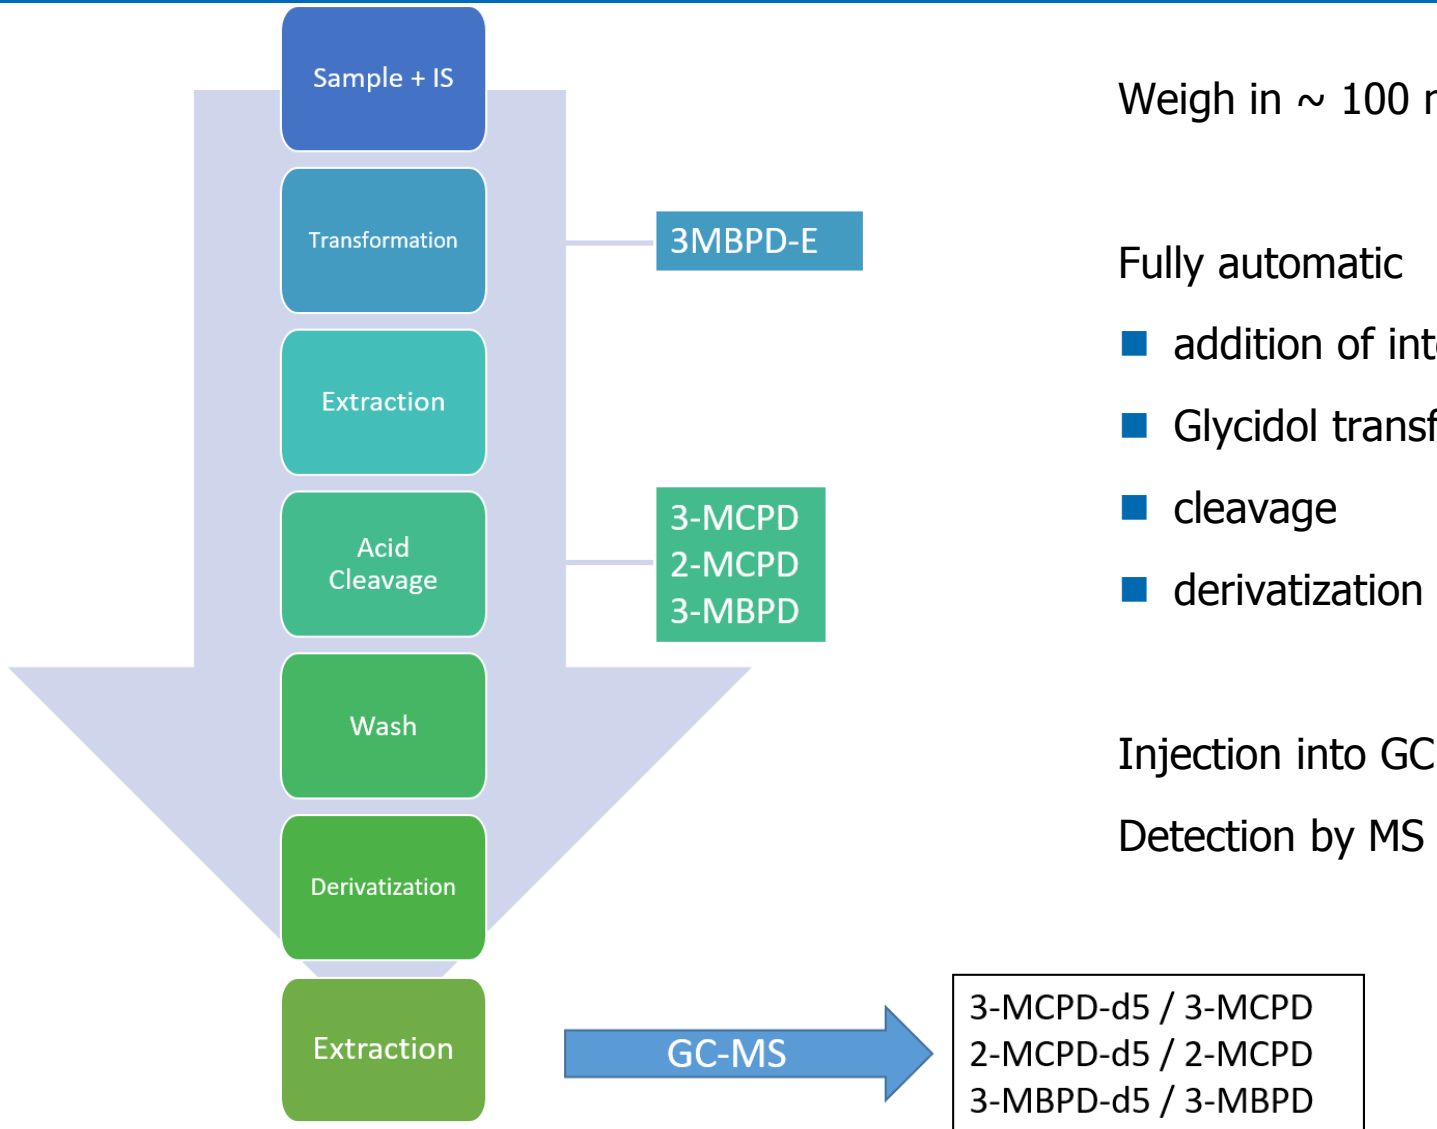 Sample + IS
Transformation
3MBPD-E
Extraction
Acid
Cleavage
3-MCPD
2-MCPD
3-MBPD
Wash
Derivatization
Extraction
GC-MS
3-MCPD-d5 / 3-MCPD
2-MCPD-d5 / 2-MCPD
3-MBPD-d5 / 3-MBPD
Weigh in ~ 100
Fully automatic
addition of
Glycidol
cleavage
derivatization
Injection into GC
Detection by MS